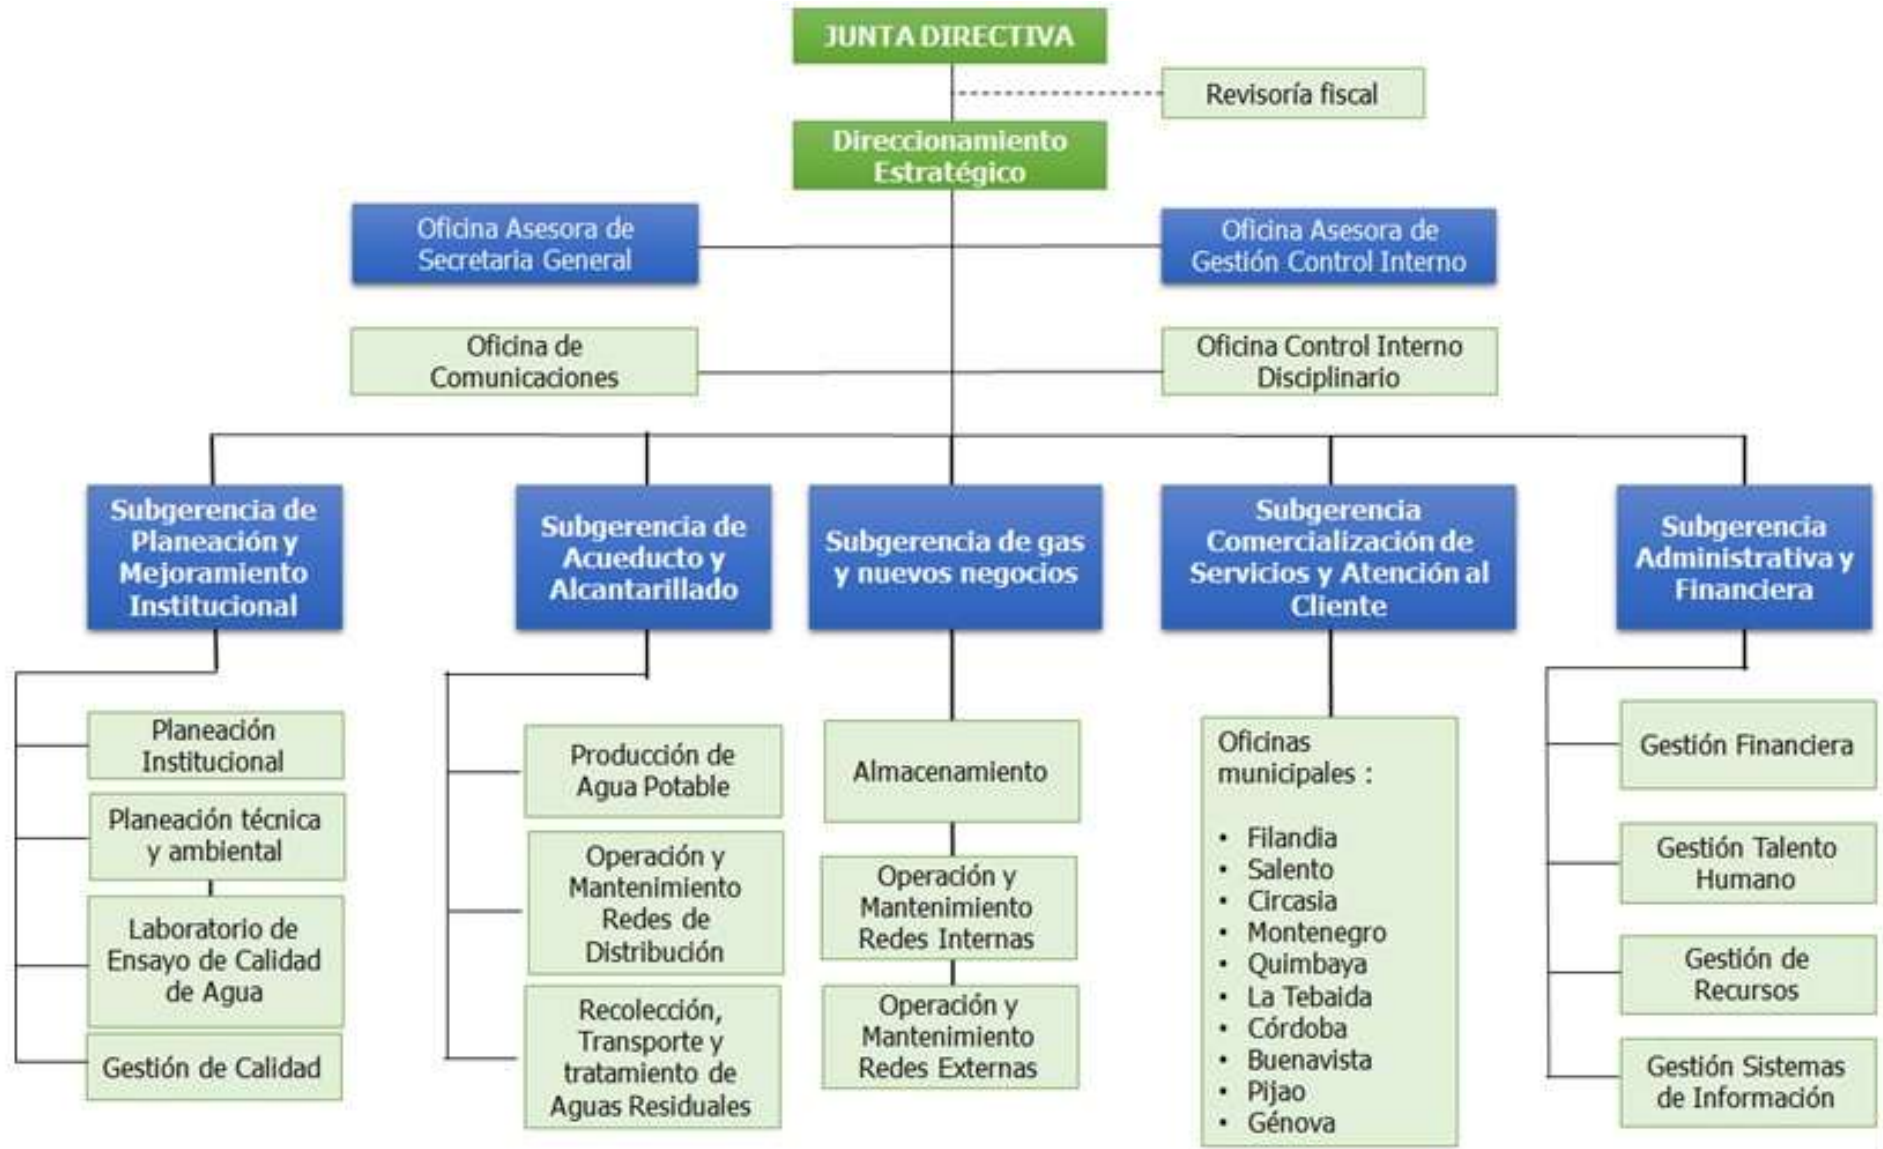 JUNTA DIRECTIVA
Revisoría fiscal
Direccionamiento
Estratégico
Oficina Asesora de
Secretaria General
Oficina Asesora de
Gestión Control Interno
Oficina de
Comunicaciones
Oficina Control Interno
Disciplinario
Subgerencia de
Planeación y
Mejoramiento
Institucional
Subgerencia de
Acueducto y
Alcantarillado
Subgerencia de gas
y nuevos negocios
Subgerencia
Comercialización de
Servicios y Atención al
Cliente
Subgerencia
Administrativa y
Financiera
Planeación
Institucional
Planeación técnica
y ambiental
Laboratorio de
Ensayo de Calidad
de Agua
Gestión de Calidad
Producción de
Agua Potable
Operación y
Mantenimiento
Redes de
Distribución
Recolección,
Transporte y
tratamiento de
Aguas Residuales
Almacenamiento
Operación y
Mantenimiento
Redes Internas
Operación y
Mantenimiento
Redes Externas
Oficinas
municipales :
• Filandia
• Salento
• Circasia
• Montenegro
• Quimbaya
• La Tebaida
• Córdoba
• Buenavista
• Pijao
• Génova
Gestión Financiera
Gestión Talento
Humano
Gestión de
Recursos
Gestión Sistemas
de Información